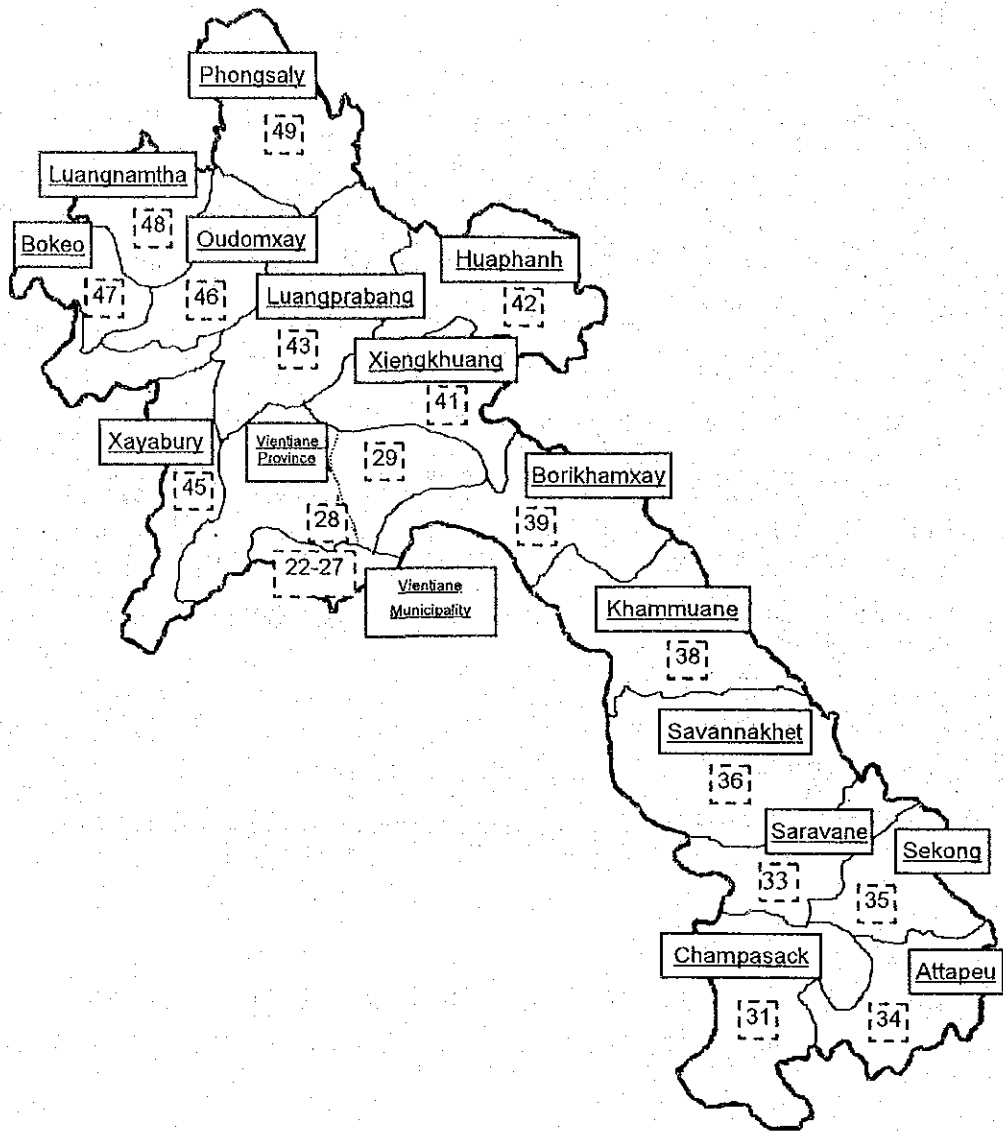 Phongsaly
49
Luangnamtha
48
Bokeo
47
Oudomxay
46
Huaphanh
42
Luangprabang
43
Xiengkhuang
41
Xayabury
45
Vientiane
Province
29
28
Borikhamxay
39
22-27
Vientiane
Municipality
Khammuane
38
Savannakhet
36
Saravane
33
Sekong
35
Champasack
31
Attapeu
34